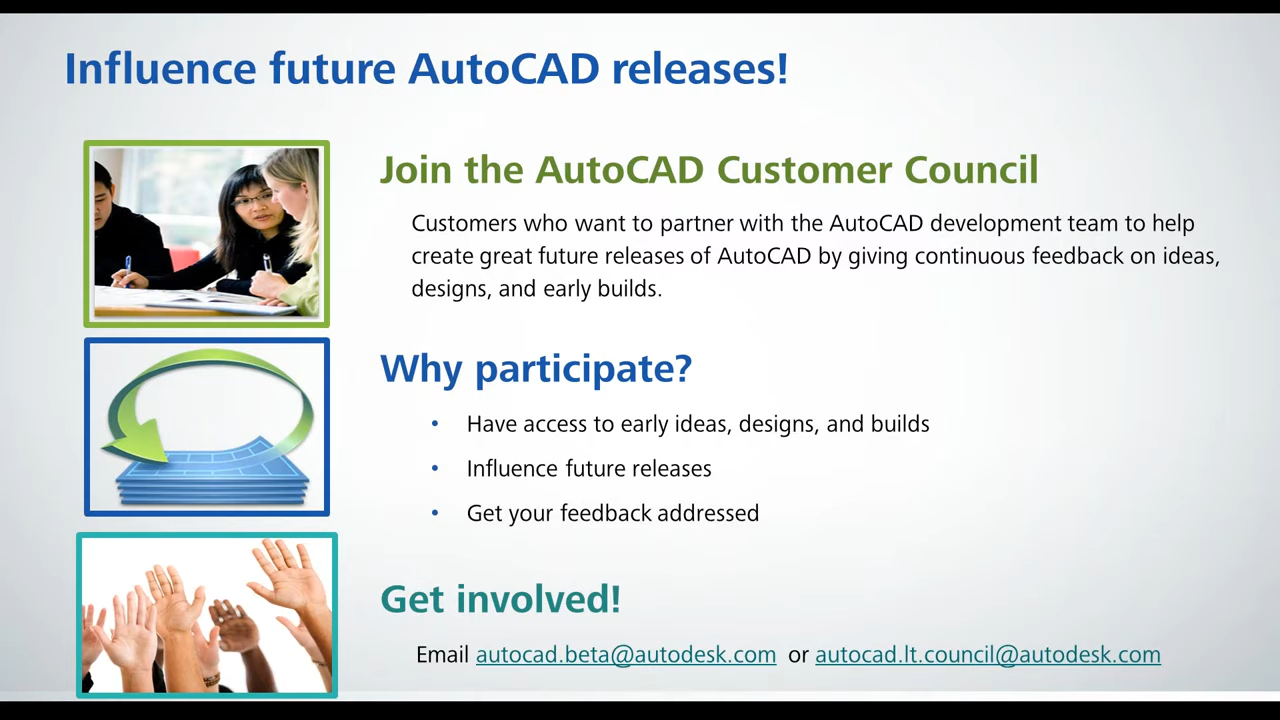 Influence future AutoCAD releases!
Join the AutoCAD Customer Council
Customers who want to partner with the AutoCAD development team to help
create great future releases of AutoCAD by giving continuous feedback on ideas,
designs, and early builds.
Why participate?
• Have access to early ideas, designs, and builds
• Influence future releases
• Get your feedback addressed
Get involved!
Email autocad.beta@autodesk.com or autocad.lt.council@autodesk.com